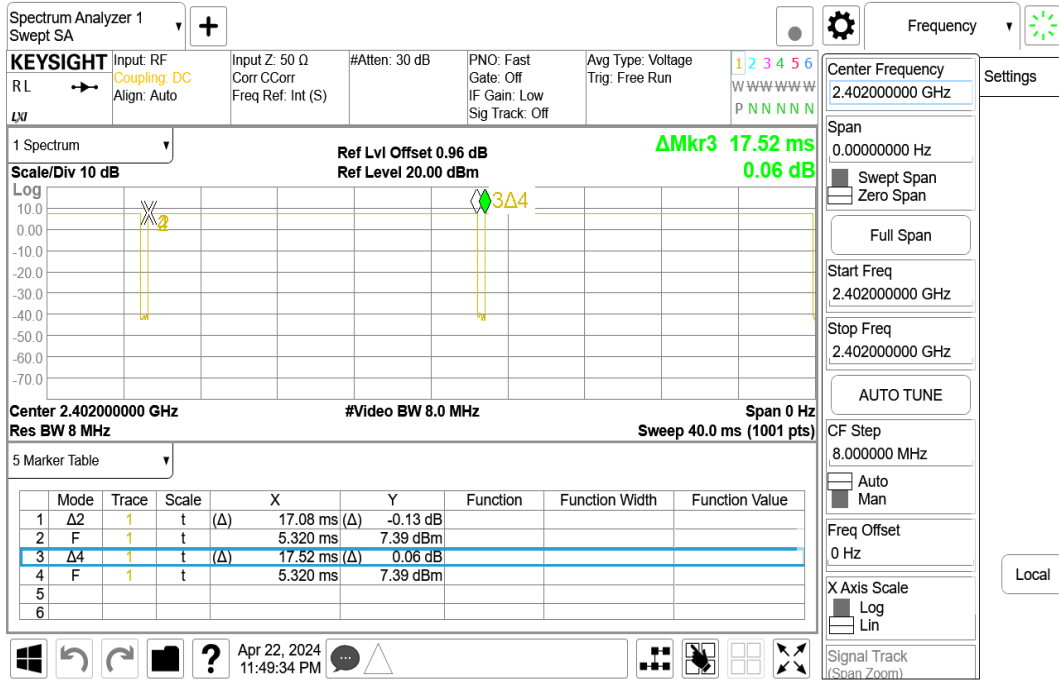 Spectrum Analyzer 1
Swept SA
+
Frequency
KEYSIGHT
R L
LXI
Input: RF
Coupling: DC
Align: Auto
Input Z: 50 Ω
Corr CCorr
Freq Ref: Int (S)
#Atten: 30 dB
PNO: Fast
Gate: Off
IF Gain: Low
Sig Track: Off
Avg Type: Voltage
Trig: Free Run
1 2 3 4 5 6
W W W W W W
P N N N N N
1 Spectrum
Scale/Div 10 dB
Ref Lvl Offset 0.96 dB
Ref Level 20.00 dBm
ΔMkr3 17.52 ms
0.06 dB
Log
10.0
0.00
-10.0
-30.0
-30.0
-40.0
-50.0
-60.0
-70.0
3Δ4
Center 2.402000000 GHz
#Video BW 8.0 MHz
Span 0 Hz
Res BW 8 MHz
Sweep 40.0 ms (1001 pts)
5 Marker Table
Mode Trace Scale X Y Function Function Width Function Value
1 Δ2 1 t (Δ) 17.08 ms (Δ) -0.13 dB
2 F 1 t 5.320 ms 7.39 dBm
3 Δ4 1 t (Δ) 17.52 ms (Δ) 0.06 dB
4 F 1 t 5.320 ms 7.39 dBm
5
6
?
Apr 22, 2024
11:49:34 PM
Center Frequency
2.402000000 GHz
Span
0.00000000 Hz
Swept Span
Zero Span
Full Span
Start Freq
2.402000000 GHz
Stop Freq
2.402000000 GHz
AUTO TUNE
CF Step
8.000000 MHz
Auto
Man
Freq Offset
0 Hz
X Axis Scale
Log
Lin
Signal Track
(Span Zoom)
Settings
Local